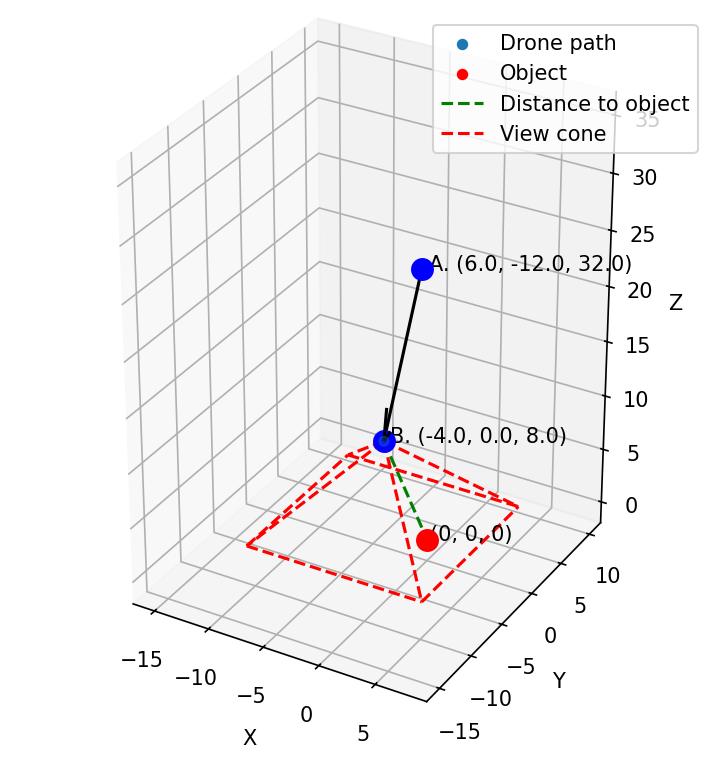 Drone path
Object
Distance to object
View cone
35
30
25
20
15
10
5
0
Z
A. (6.0, -12.0, 32.0)
B. (-4.0, 0.0, 8.0)
(0, 0, 0)
10
5
0
−5
−10
−15
Y
−15
−10
−5
0
5
X